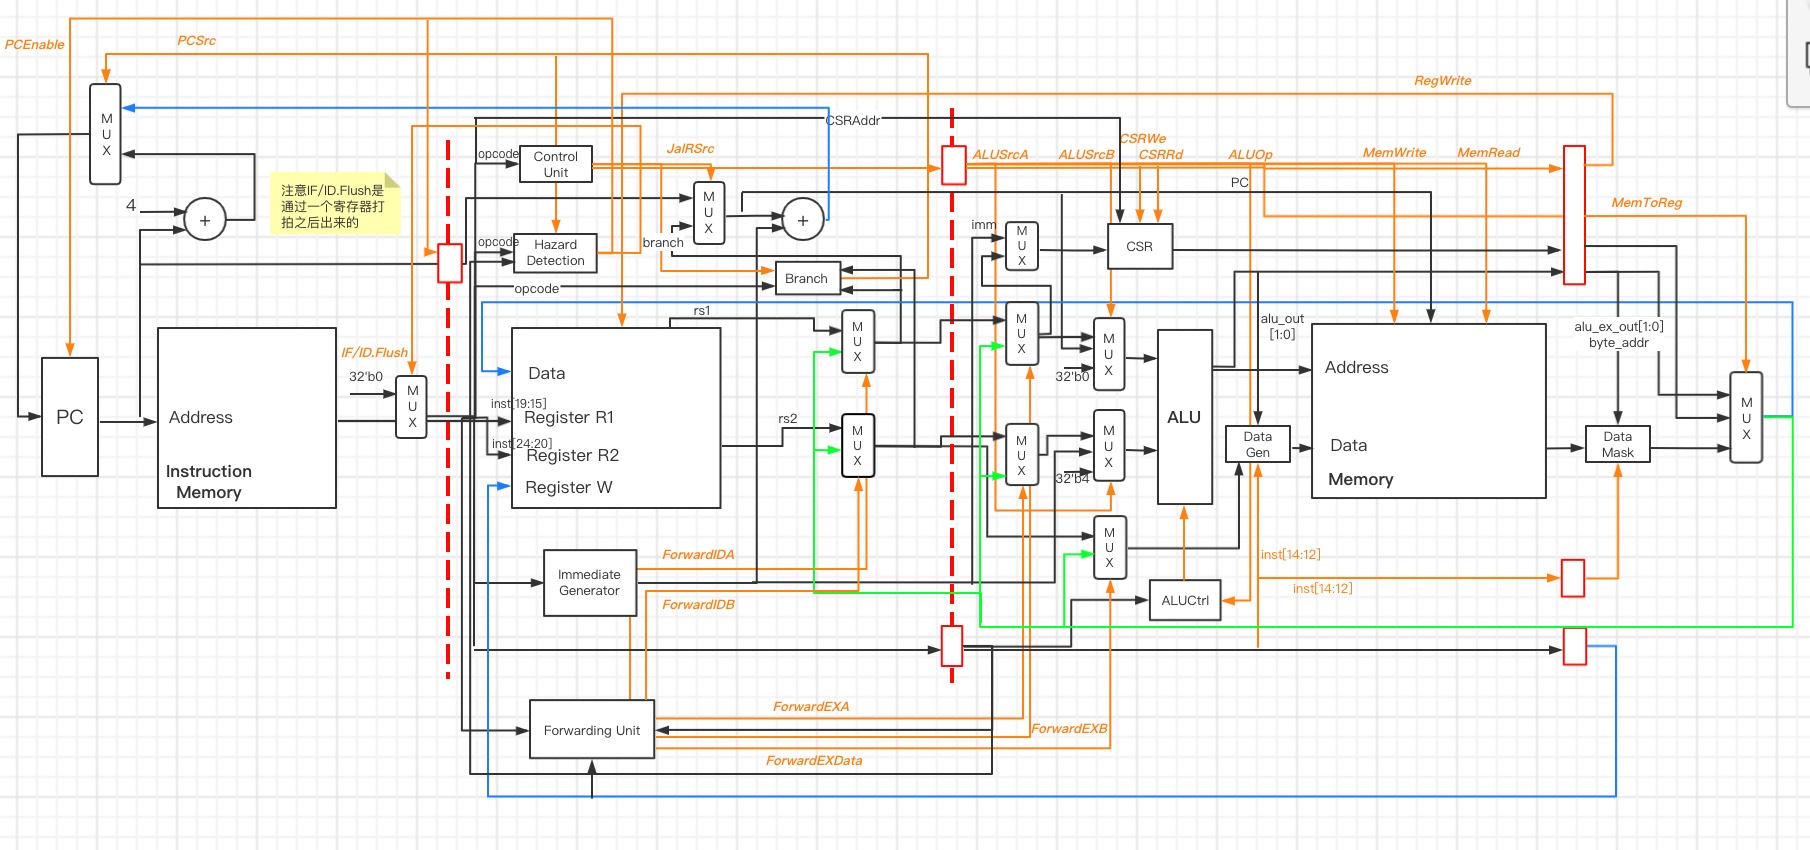 PCEnable
PCSrc
RegWrite
M
U
X
CSRAddr
CSRWe
JalRSrc
ALUSrcA
ALUSrcB
CSRRd
ALUOp
MemWrite
MemRead
opcode
Control
Unit
PC
注意IF/ID.Flush是
通过一个寄存器打
拍之后出来的
M
U
X
4
+
+
MemToReg
imm
M
U
X
CSR
opcode
Hazard
Detection
branch
Branch
opcode
rs1
M
U
X
M
U
X
M
U
X
alu_out
[1:0]
alu_ex_out[1:0]
byte_addr
IF/ID.Flush
32'b0
32'b0
Data
Address
M
U
X
PC
Address
M
U
X
inst[19:15]
Register R1
rs2
ALU
inst[24:20]
Register R2
M
U
X
M
U
X
M
U
X
Data
Gen
Data
Data
Mask
Instruction
Memory
Register W
32'b4
Memory
M
U
X
ForwardIDA
inst[14:12]
Immediate
Generator
inst[14:12]
ForwardIDB
ALUCtrl
ForwardEXA
Forwarding Unit
ForwardEXB
ForwardEXData